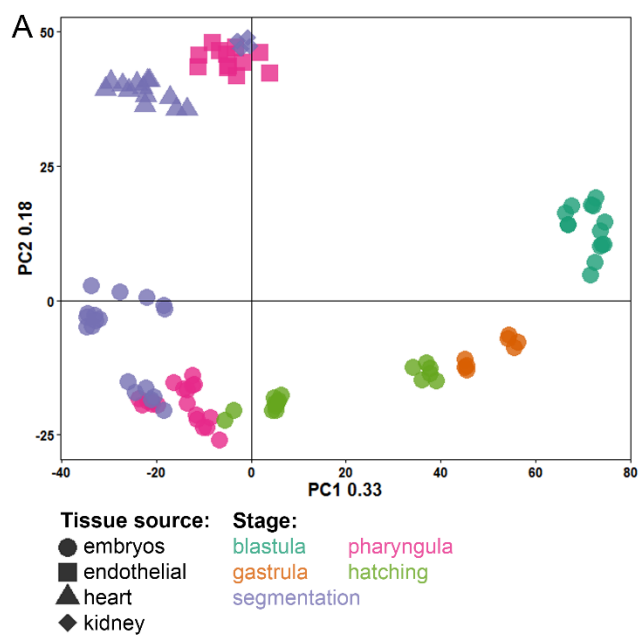 A
50
25
0
-25
PC2 0.18
-40 -20 0 20 40 60 80
PC1 0.33
Tissue source: Stage:
embryos blastula pharyngula
endothelial gastrula hatching
heart segmentation
kidney